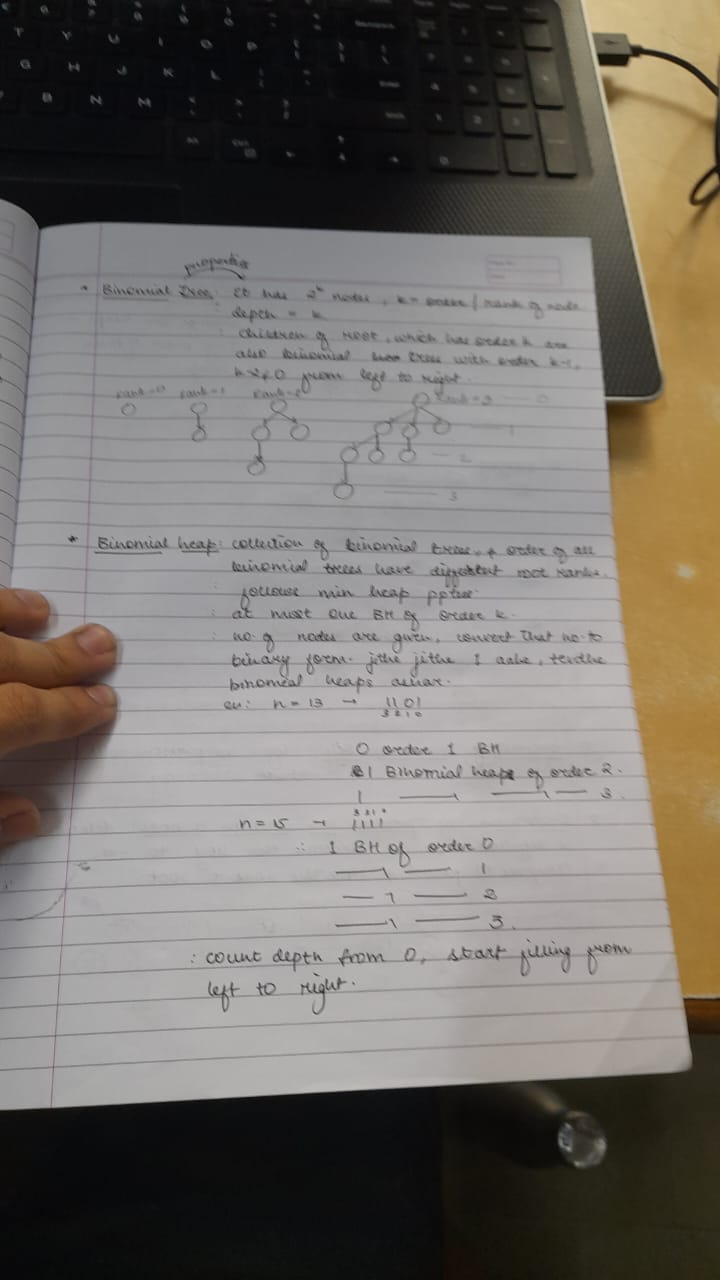 properties
* Binomial Tree: It has 2^k nodes, k = order / rank of node
: depth = k
: children of root, which has order k are
also binomial trees with order k-1,
k-2,..0 from left to right.
rank=0 rank=1 rank=2 rank=3 0
1
2
3
* Binomial heap: collection of binomial trees, & order of all
binomial trees have different root ranks.
: follows min heap pptier
: at most one BH of order k.
: no. of nodes are given, convert that no. to
binary form. jithe jithe 1 aahe, tendhe
binomial heaps asnar.
eu: n = 13 → 1101
3 2 1 0
0 order 1 BH
1 Binomial heap of order 2.
1 — — — 3.
3 2 1 0
n = 15 → 1111
∴ 1 BH of order 0
— 1 — 1
— 1 — 2
— 1 — 3.
: count depth from 0, start filling from
left to right.